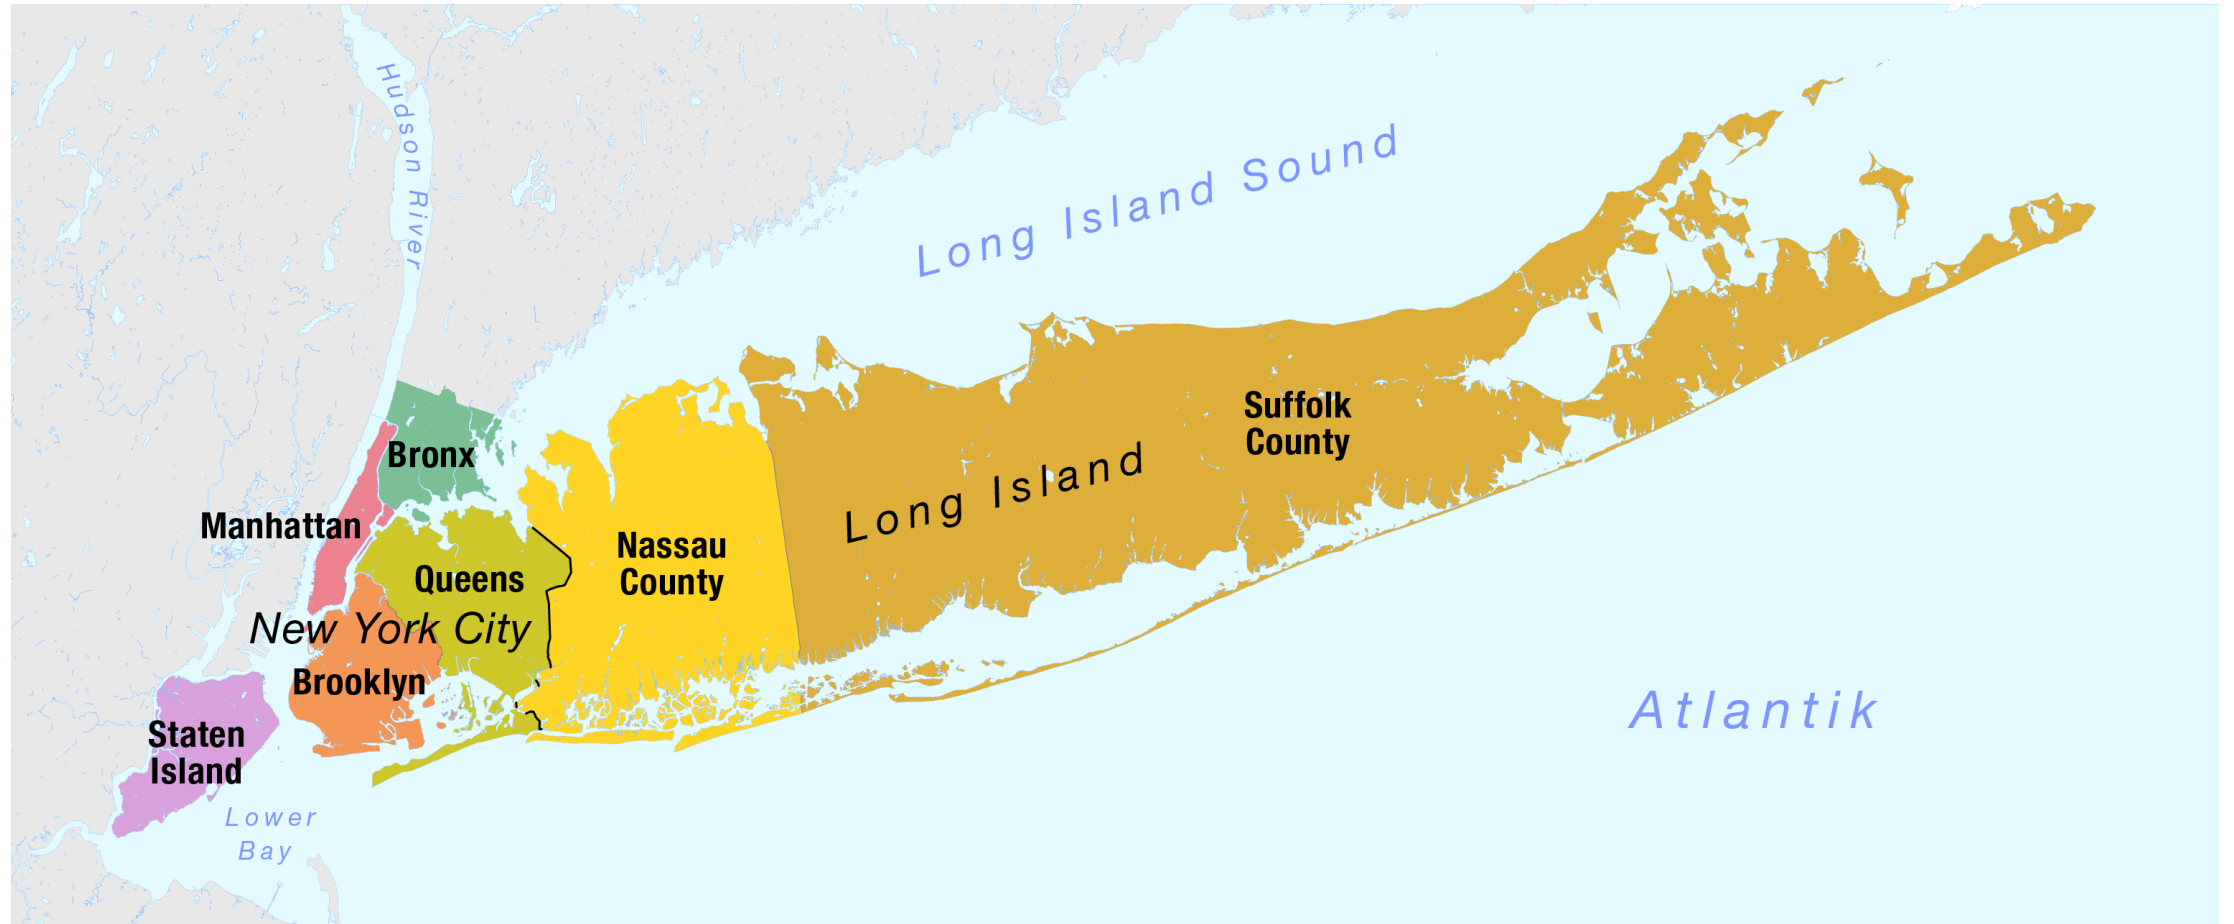 Hudson River
Long Island Sound
Bronx
Manhattan
Queens
New York City
Brooklyn
Staten
Island
Lower
Bay
Nassau
County
Long Island
Suffolk
County
Atlantik